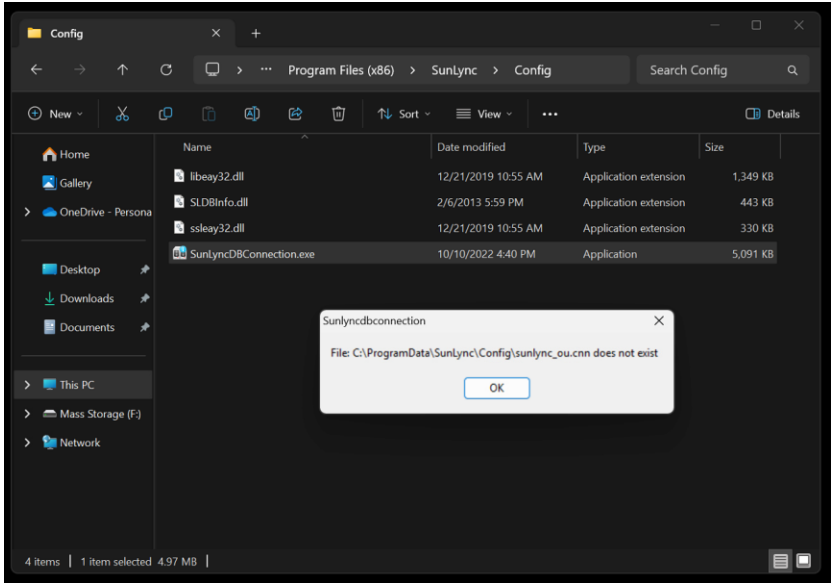 Config
Program Files (x86) > SunLync > Config
Search Config
New
Sort
View
Details
Name
Date modified
Type
Size
Home
Gallery
OneDrive - Persona
Desktop
Downloads
Documents
This PC
Mass Storage (F:)
Network
libeay32.dll 12/21/2019 10:55 AM Application extension 1,349 KB
SLDBInfo.dll 2/6/2013 5:59 PM Application extension 443 KB
ssleay32.dll 12/21/2019 10:55 AM Application extension 330 KB
SunLyncDBConnection.exe 10/10/2022 4:40 PM Application 5,091 KB
Sunlyncdbconnection
File: C:\ProgramData\SunLync\Config\sunlync_ou.cnn does not exist
OK
4 items | 1 item selected 4.97 MB |